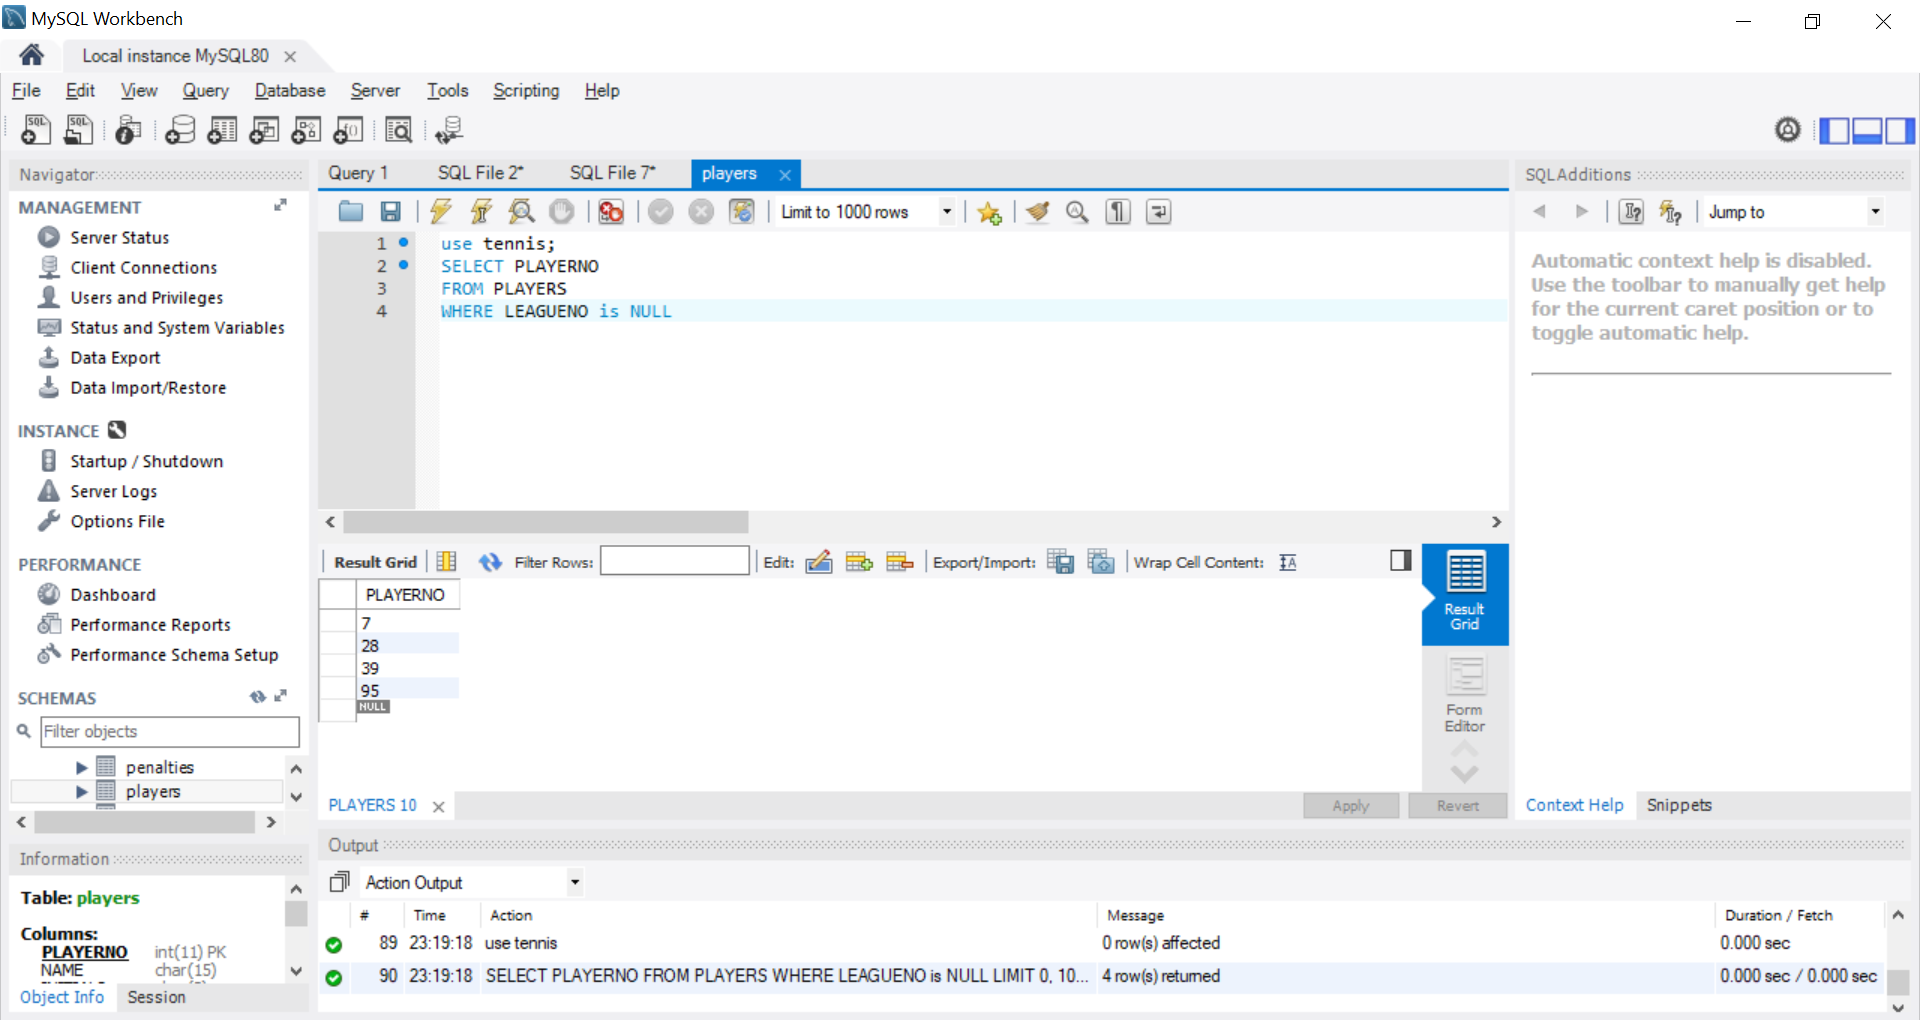 MySQL Workbench
Local instance MySQL80
File Edit View Query Database Server Tools Scripting Help
Navigator
MANAGEMENT
Server Status
Client Connections
Users and Privileges
Status and System Variables
Data Export
Data Import/Restore
INSTANCE
Startup / Shutdown
Server Logs
Options File
PERFORMANCE
Dashboard
Performance Reports
Performance Schema Setup
SCHEMAS
Filter objects
penalties
players
Information
Table: players
Columns:
PLAYERNO int(11) PK
NAME char(15)
Object Info Session
Query 1 SQL File 2* SQL File 7* players
Limit to 1000 rows
1 use tennis;
2 SELECT PLAYERNO
3 FROM PLAYERS
4 WHERE LEAGUENO is NULL
Result Grid Filter Rows: Edit: Export/Import: Wrap Cell Content:
PLAYERNO
7
28
39
95
NULL
Result
Grid
Form
Editor
PLAYERS 10
Apply Revert
SQLAdditions
Jump to
Automatic context help is disabled.
Use the toolbar to manually get help
for the current caret position or to
toggle automatic help.
Context Help Snippets
Output
Action Output
# Time Action Message Duration / Fetch
89 23:19:18 use tennis 0 row(s) affected 0.000 sec
90 23:19:18 SELECT PLAYERNO FROM PLAYERS WHERE LEAGUENO is NULL LIMIT 0, 10... 4 row(s) returned 0.000 sec / 0.000 sec